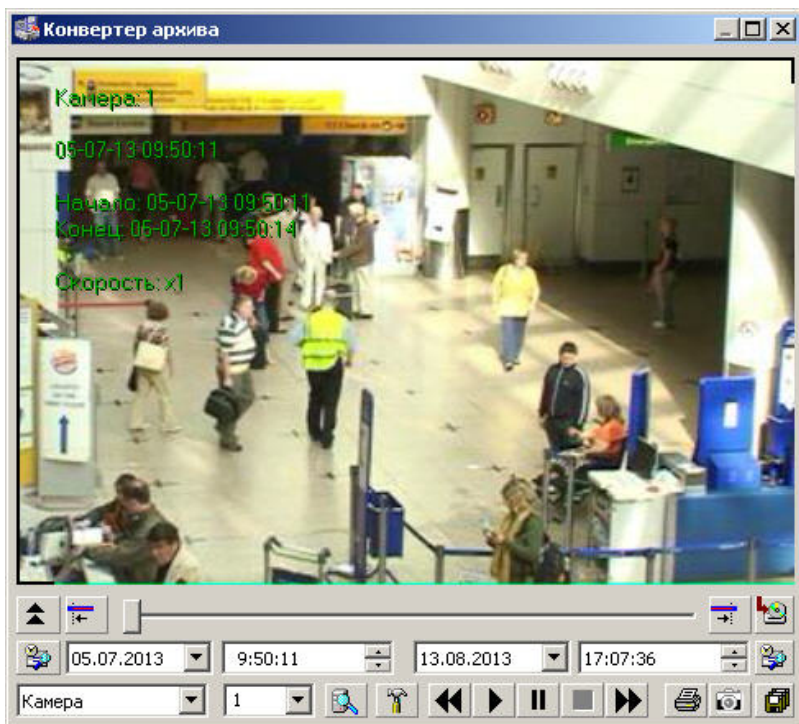 Конвертер архива
Камера: 1
05-07-13 09:50:11
Начало: 05-07-13 09:50:11
Конец: 05-07-13 09:50:14
Скорость: x1
05.07.2013 9:50:11 13.08.2013 17:07:36
Камера 1